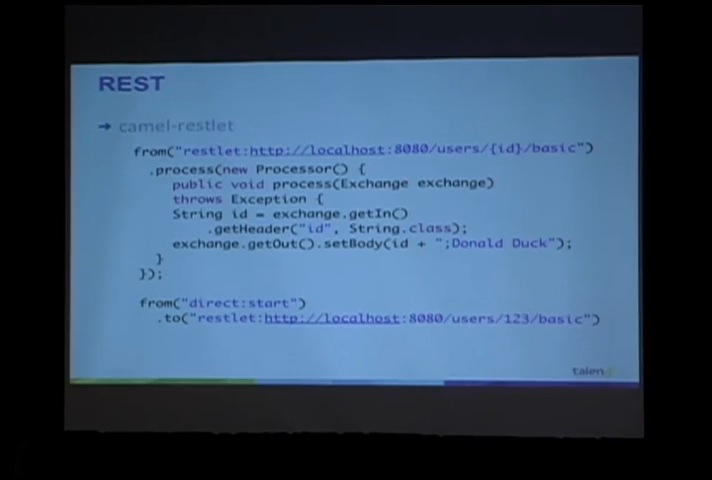 REST
→ camel-restlet
from("restlet:http://localhost:8080/users/{id}/basic")
.process(new Processor() {
public void process(Exchange exchange)
throws Exception {
String id = exchange.getIn()
.getHeader("id", String.class);
exchange.getOut().setBody(id + ";Donald Duck");
}
});
from("direct:start")
.to("restlet:http://localhost:8080/users/123/basic")
talend